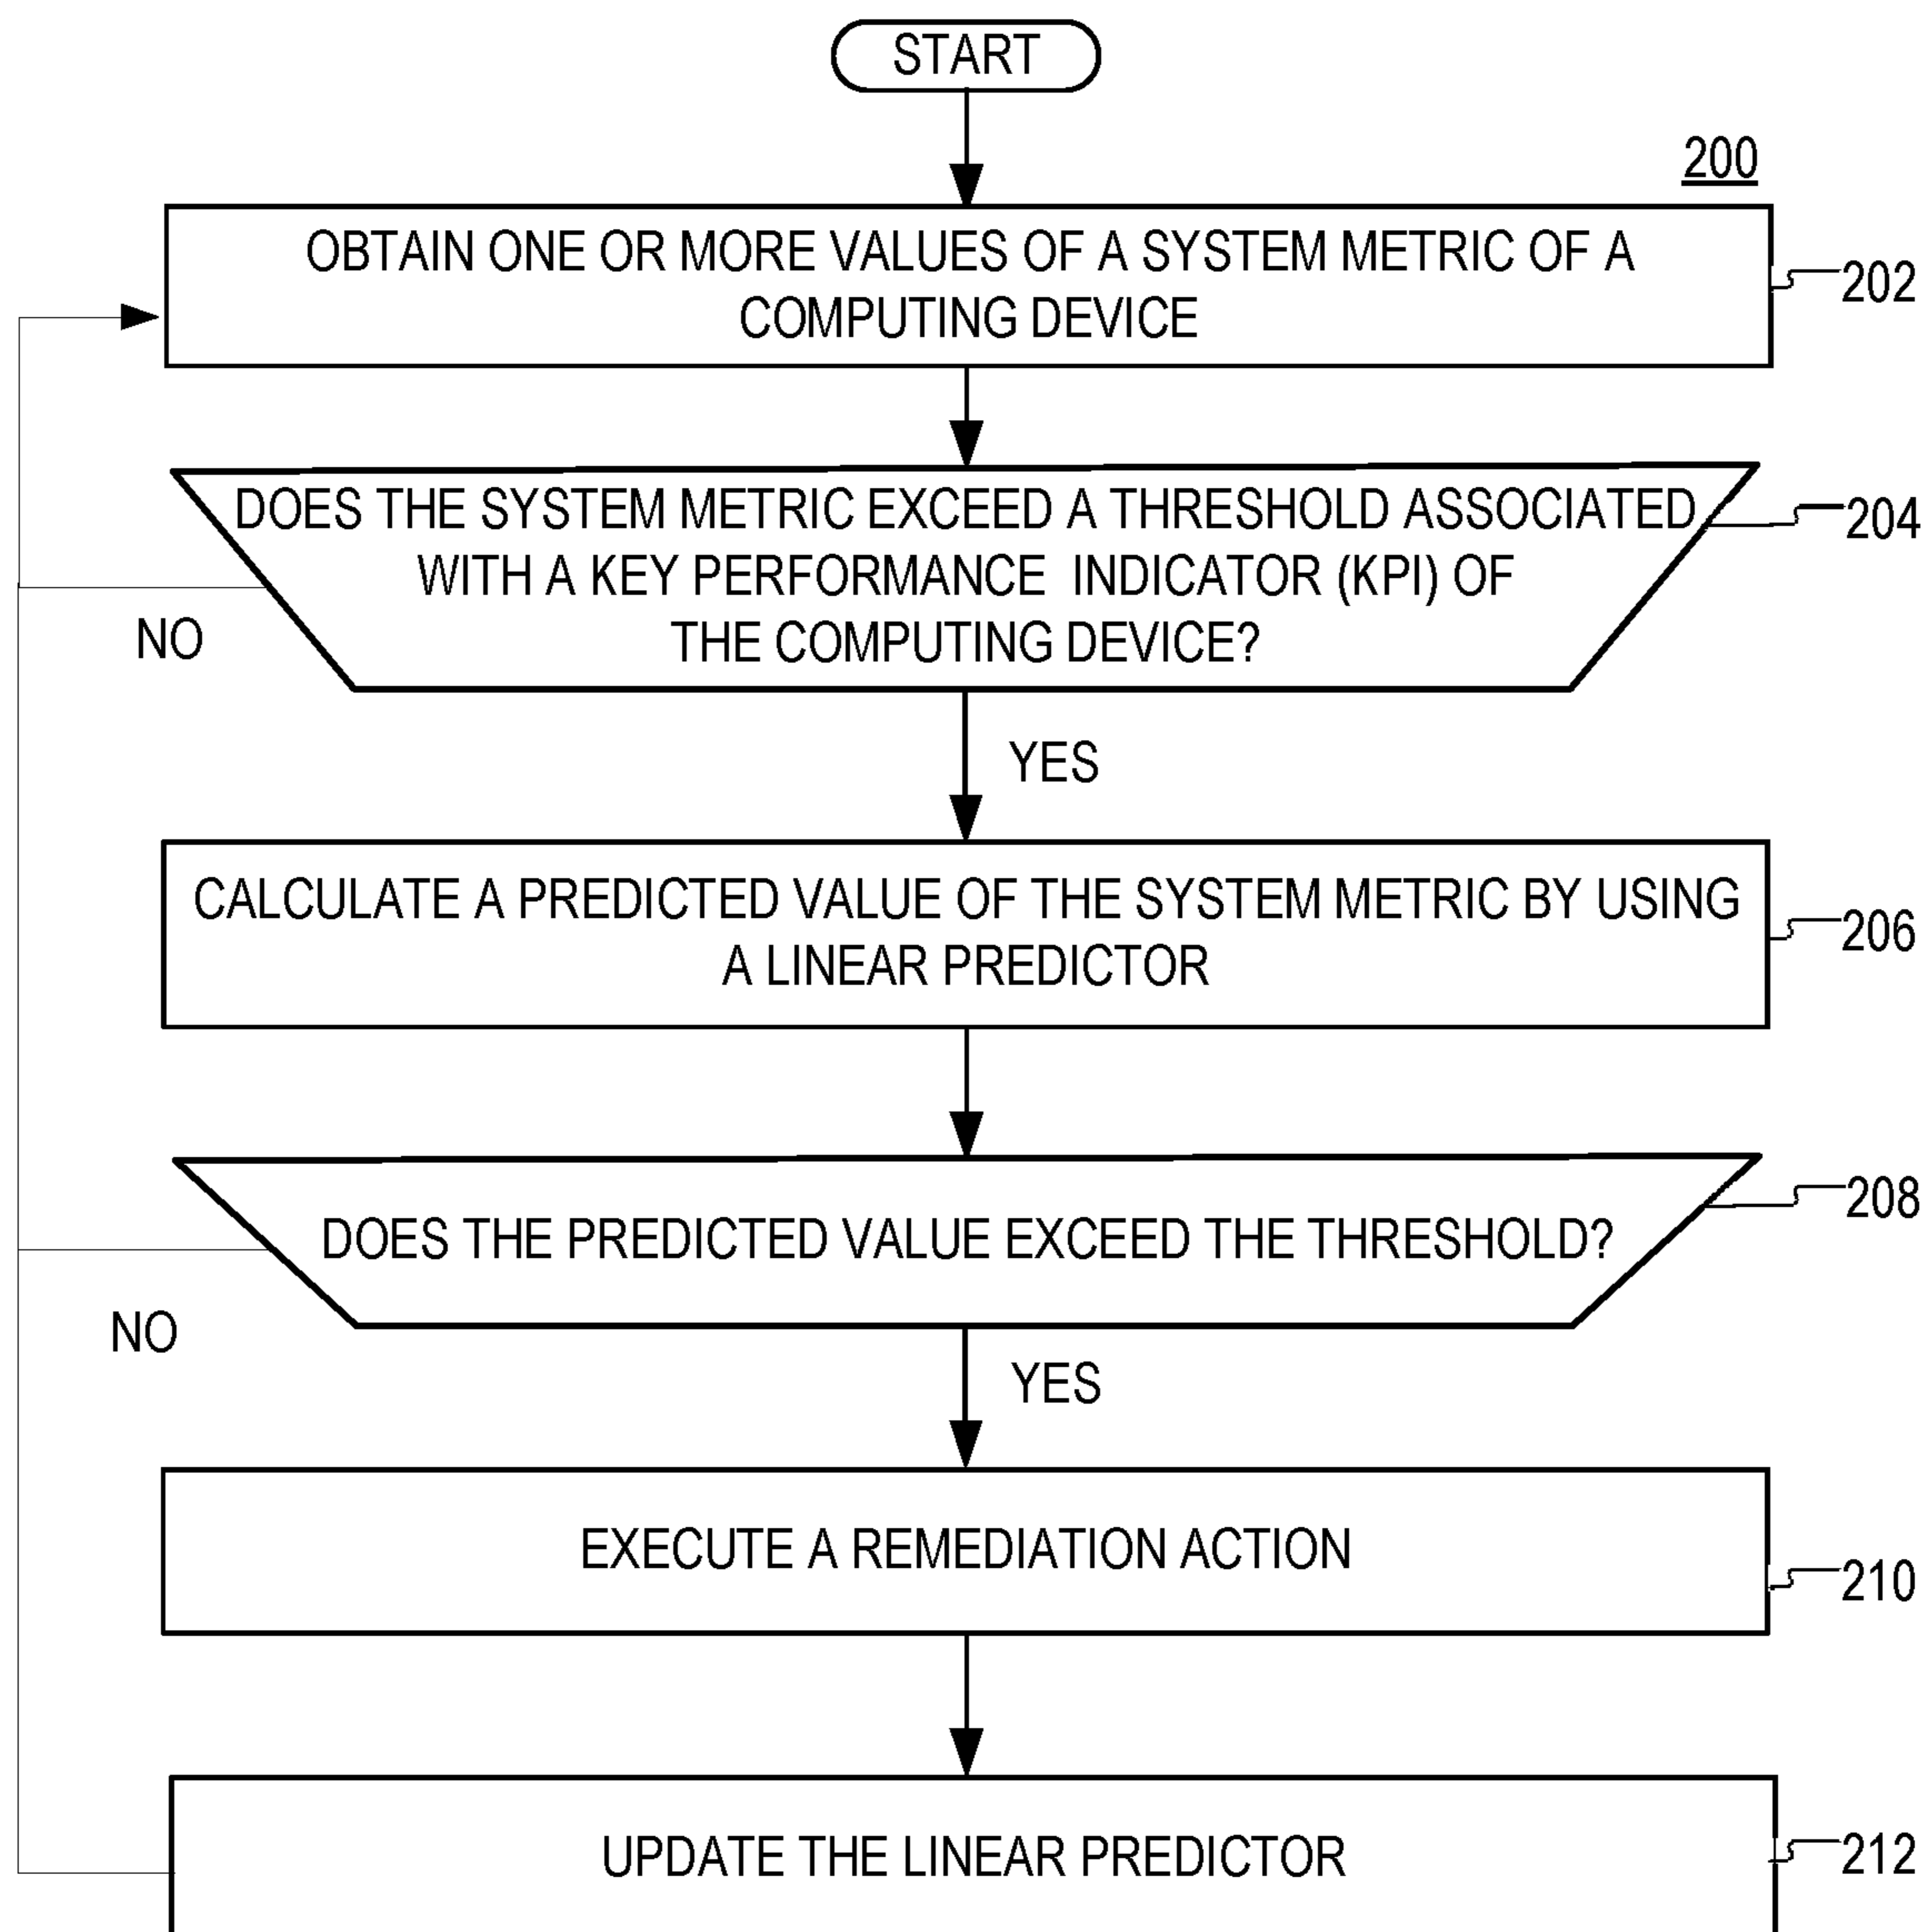 START
200
OBTAIN ONE OR MORE VALUES OF A SYSTEM METRIC OF A
COMPUTING DEVICE
202
DOES THE SYSTEM METRIC EXCEED A THRESHOLD ASSOCIATED
WITH A KEY PERFORMANCE INDICATOR (KPI) OF
THE COMPUTING DEVICE?
204
NO
YES
CALCULATE A PREDICTED VALUE OF THE SYSTEM METRIC BY USING
A LINEAR PREDICTOR
206
DOES THE PREDICTED VALUE EXCEED THE THRESHOLD?
208
NO
YES
EXECUTE A REMEDIATION ACTION
210
UPDATE THE LINEAR PREDICTOR
212